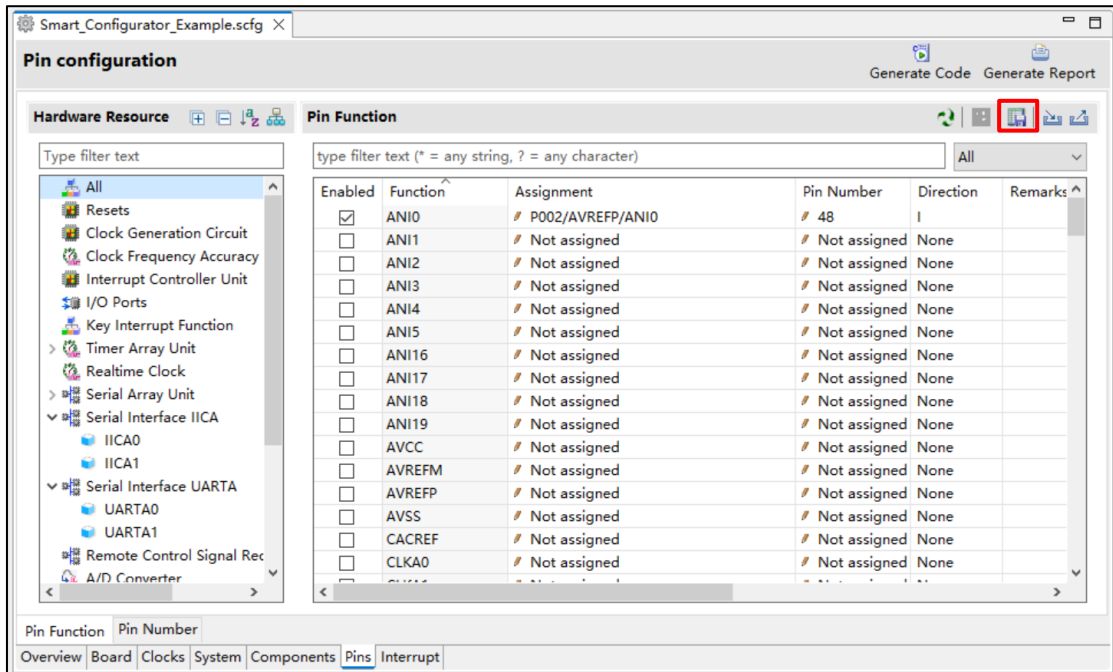 Smart_Configurator_Example.scfg
Pin configuration
Generate Code Generate Report
Hardware Resource
Pin Function
Type filter text
type filter text (* = any string, ? = any character)
All
All
Resets
Clock Generation Circuit
Clock Frequency Accuracy
Interrupt Controller Unit
I/O Ports
Key Interrupt Function
Timer Array Unit
Realtime Clock
Serial Array Unit
Serial Interface IICA
IICA0
IICA1
Serial Interface UARTA
UARTA0
UARTA1
Remote Control Signal Rec
A/D Converter
Enabled Function Assignment Pin Number Direction Remarks
ANI0 P002/AVREFP/ANI0 48 I
ANI1 Not assigned Not assigned None
ANI2 Not assigned Not assigned None
ANI3 Not assigned Not assigned None
ANI4 Not assigned Not assigned None
ANI5 Not assigned Not assigned None
ANI16 Not assigned Not assigned None
ANI17 Not assigned Not assigned None
ANI18 Not assigned Not assigned None
ANI19 Not assigned Not assigned None
AVCC Not assigned Not assigned None
AVREFM Not assigned Not assigned None
AVREFP Not assigned Not assigned None
AVSS Not assigned Not assigned None
CACREF Not assigned Not assigned None
CLKA0 Not assigned Not assigned None
Pin Function Pin Number
Overview Board Clocks System Components Pins Interrupt